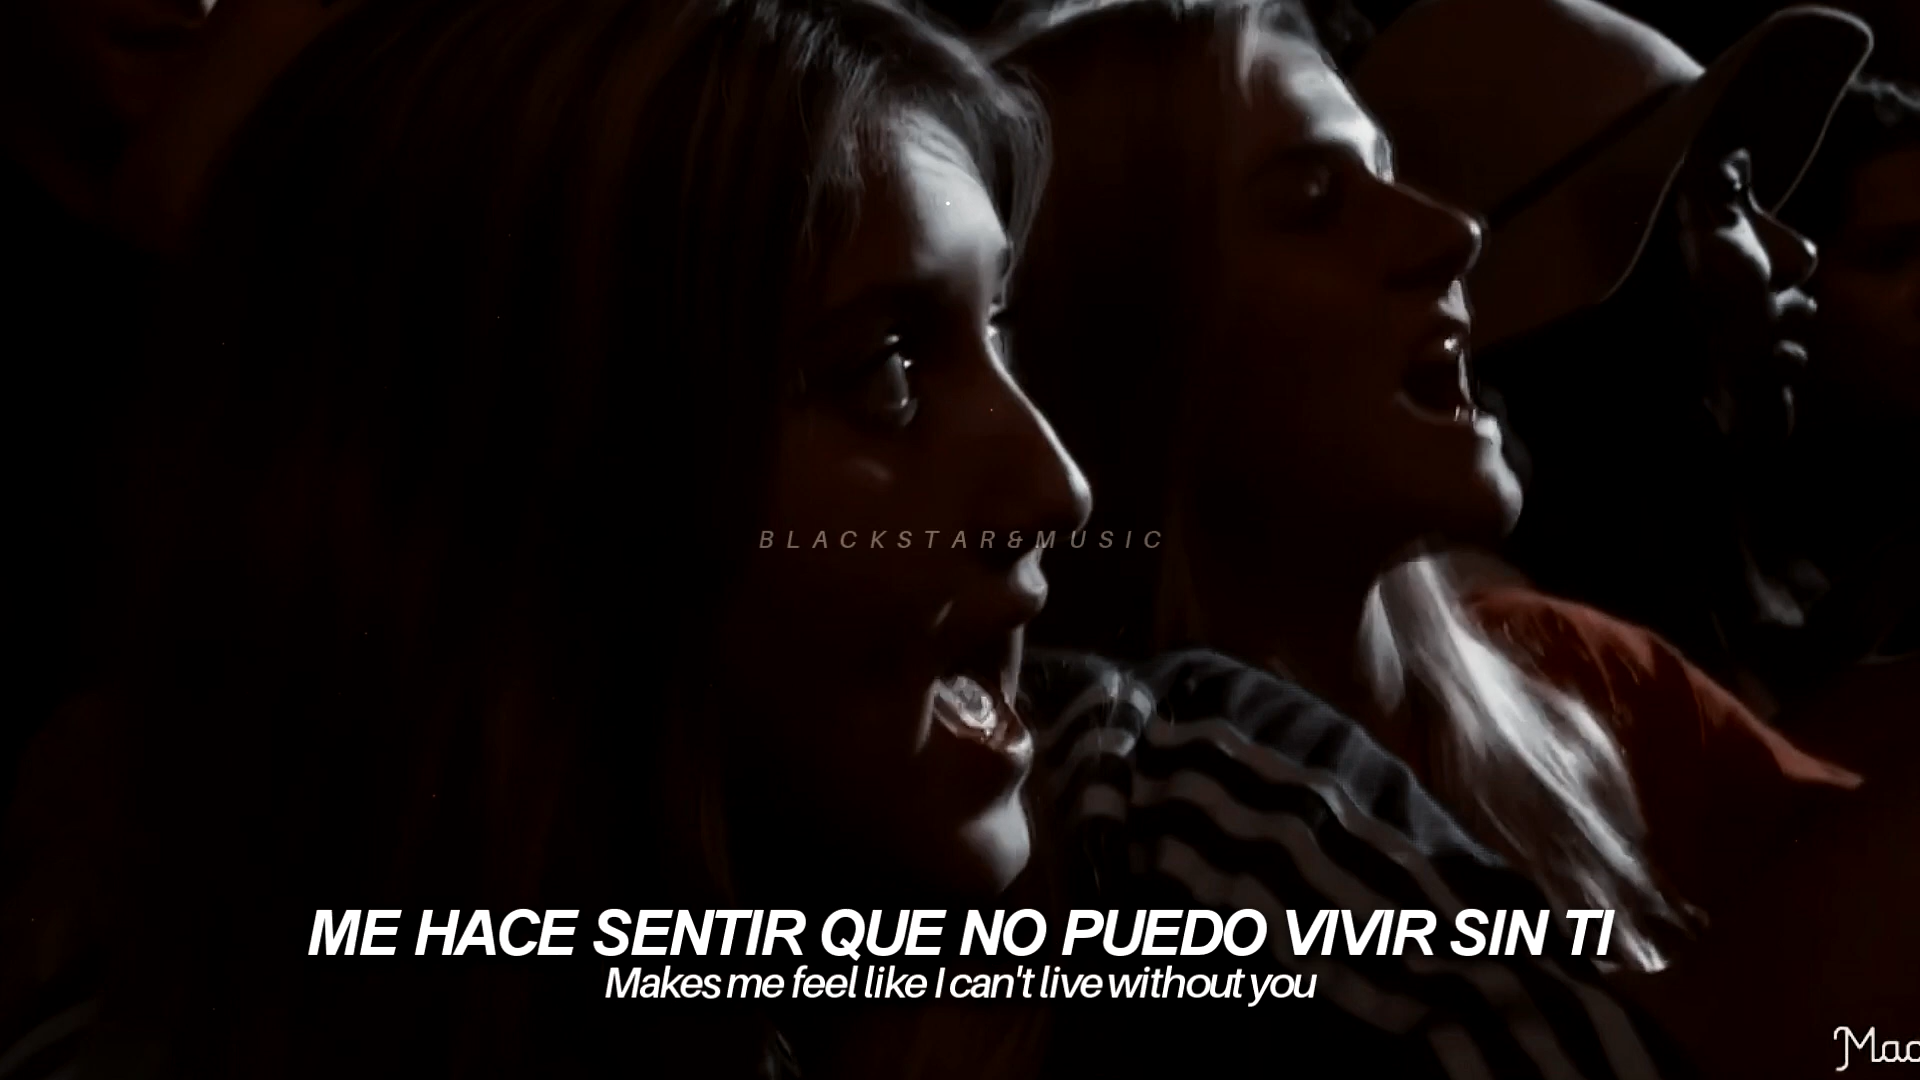 BLACKSTAR&MUSIC
ME HACE SENTIR QUE NO PUEDO VIVIR SIN TI
Makes me feel like I can't live without you
Mac